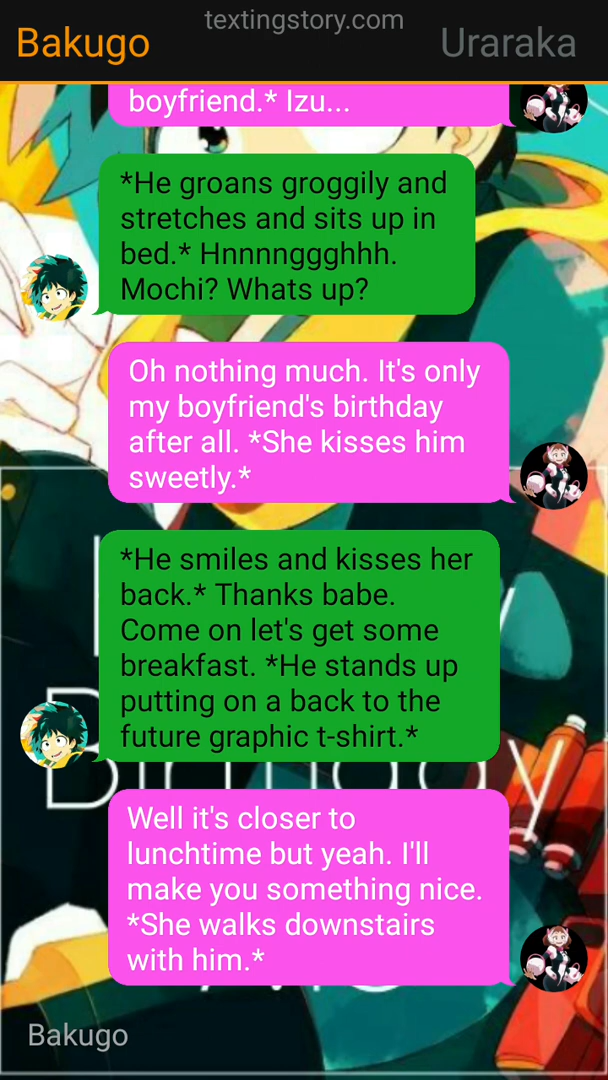 textingstory.com
Bakugo
Uraraka
boyfriend.* Izu...
*He groans groggily and
stretches and sits up in
bed.* Hnnnnggghhh.
Mochi? Whats up?
Oh nothing much. It's only
my boyfriend's birthday
after all. *She kisses him
sweetly.*
*He smiles and kisses her
back.* Thanks babe.
Come on let's get some
breakfast. *He stands up
putting on a back to the
future graphic t-shirt.*
Birthday
Well it's closer to
lunchtime but yeah. I'll
make you something nice.
*She walks downstairs
with him.*
Bakugo